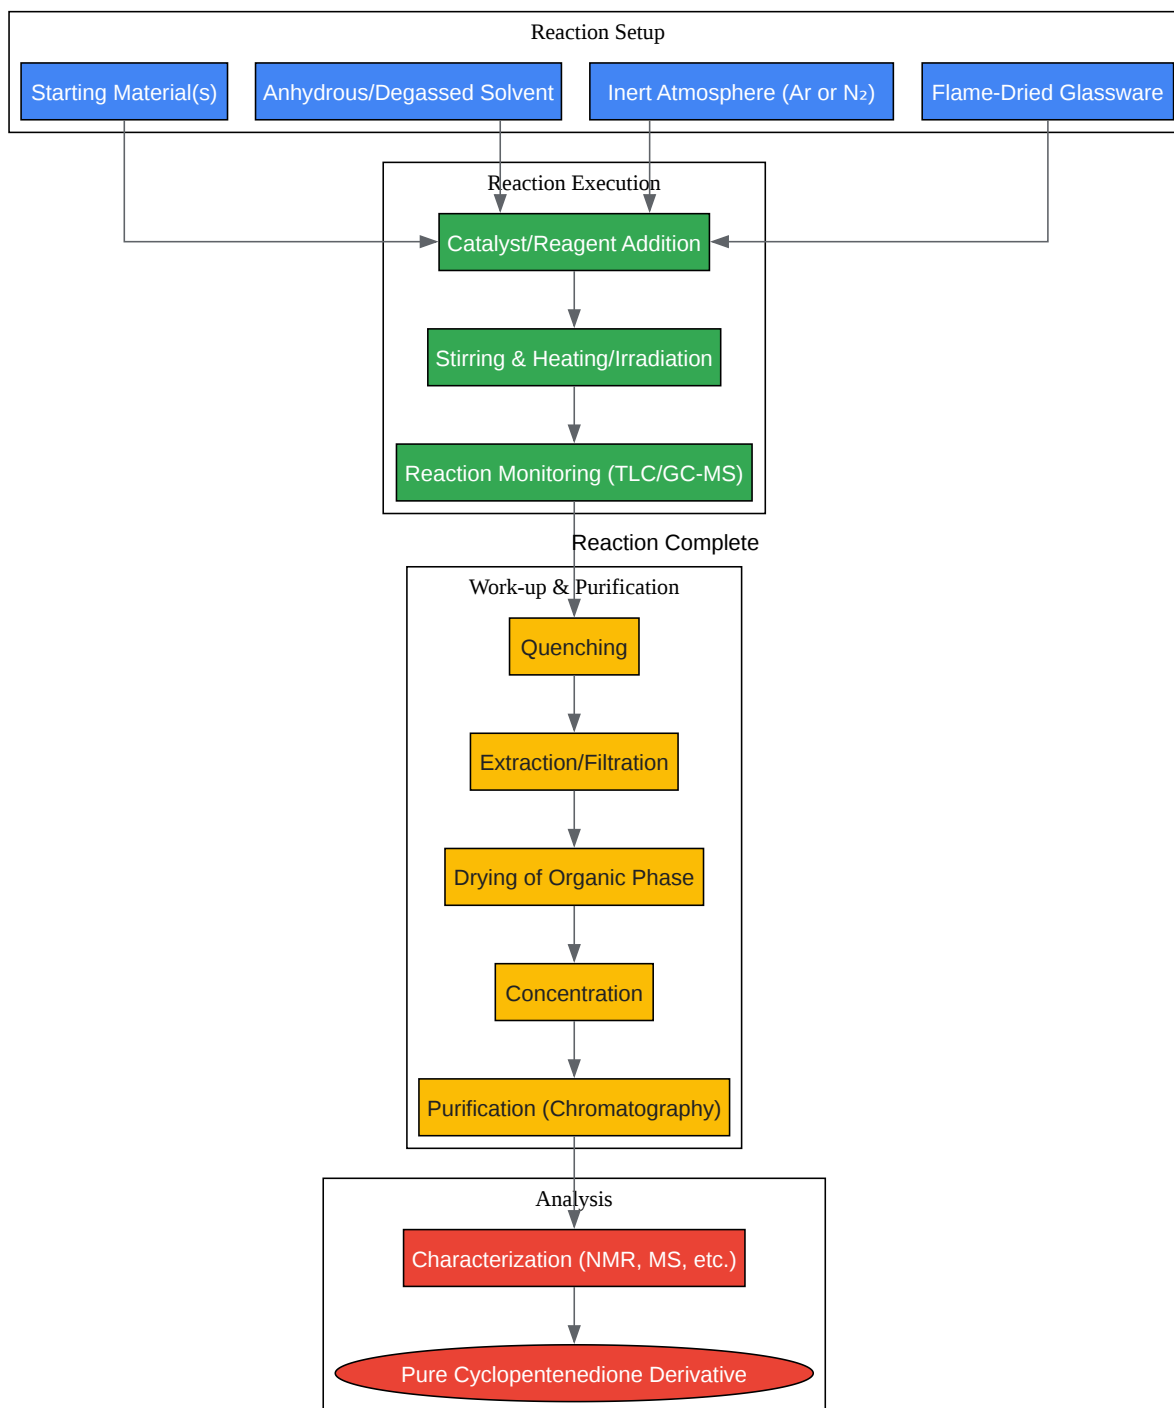 Reaction Setup
Starting Material(s)
Anhydrous/Degassed Solvent
Inert Atmosphere (Ar or N₂)
Flame-Dried Glassware
Reaction Execution
Catalyst/Reagent Addition
Stirring & Heating/Irradiation
Reaction Monitoring (TLC/GC-MS)
Reaction Complete
Work-up & Purification
Quenching
Extraction/Filtration
Drying of Organic Phase
Concentration
Purification (Chromatography)
Analysis
Characterization (NMR, MS, etc.)
Pure Cyclopentenedione Derivative